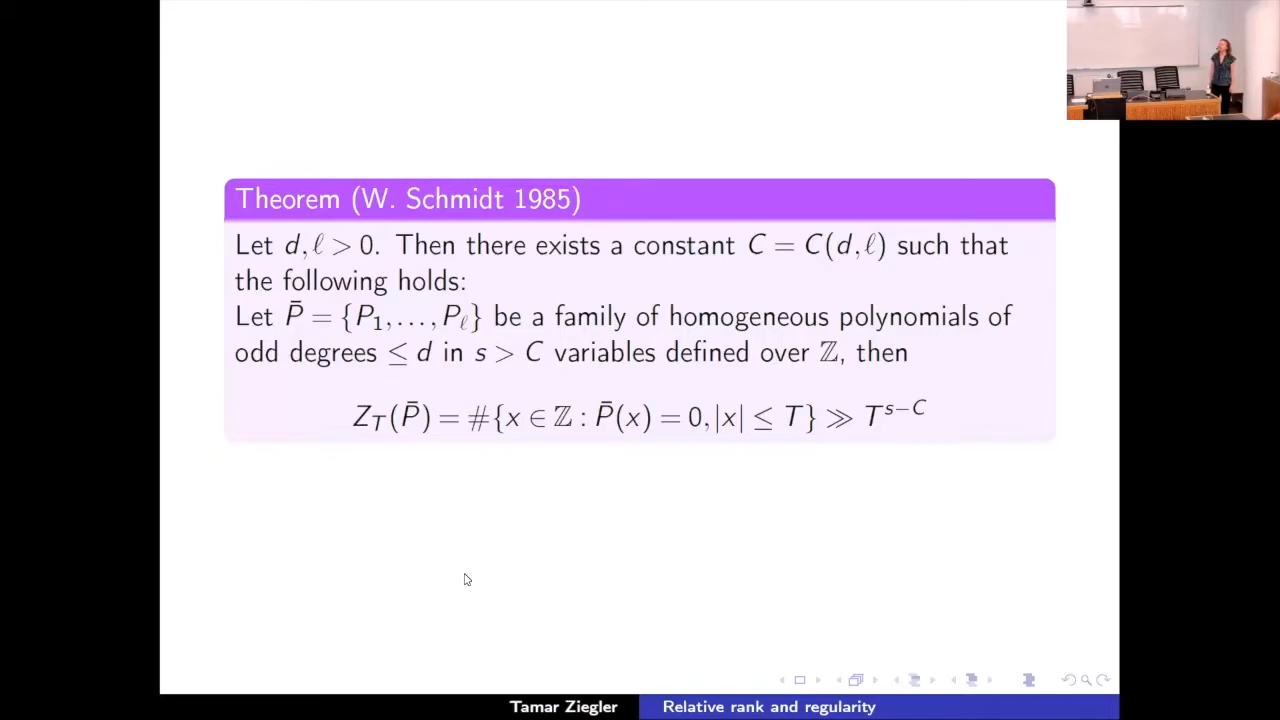 Theorem (W. Schmidt 1985)
Let d, ℓ > 0. Then there exists a constant C = C(d, ℓ) such that
the following holds:
Let P̄ = {P₁, . . . , P_ℓ} be a family of homogeneous polynomials of
odd degrees ≤ d in s > C variables defined over ℤ, then
Z_T(P̄) = #{x ∈ ℤ : P̄(x) = 0, |x| ≤ T} ≫ T^{s−C}
Tamar Ziegler
Relative rank and regularity